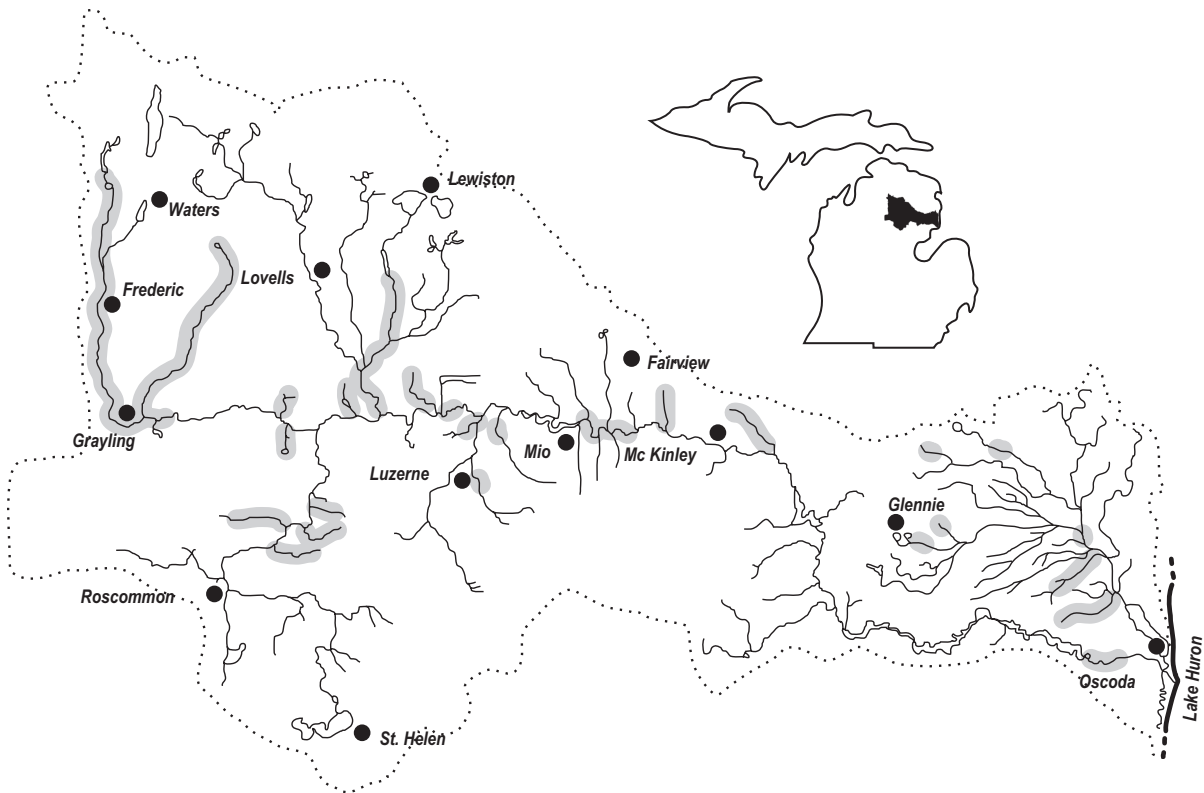 Lewiston
Waters
Lovells
Frederic
Fairview
Grayling
Mio
Mc Kinley
Luzerne
Glennie
Roscommon
Oscoda
Lake Huron
St. Helen